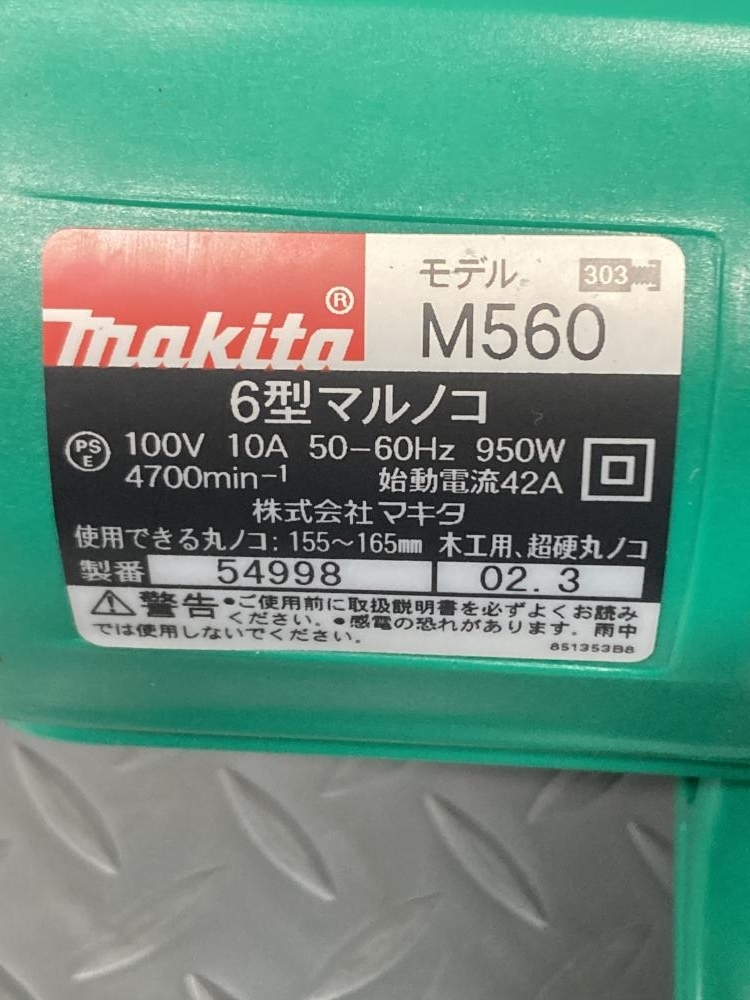 makita®
モデル 303
M560
6型マルノコ
PSE 100V 10A 50-60Hz 950W
4700min-1 始動電流42A
株式会社マキタ
使用できる丸ノコ：155～165mm 木工用、超硬丸ノコ
製番 54998 02.3
⚠警告 ●ご使用前に取扱説明書を必ずよくお読み
ください。●感電の恐れがあります。雨中
では使用しないでください。
851353B8